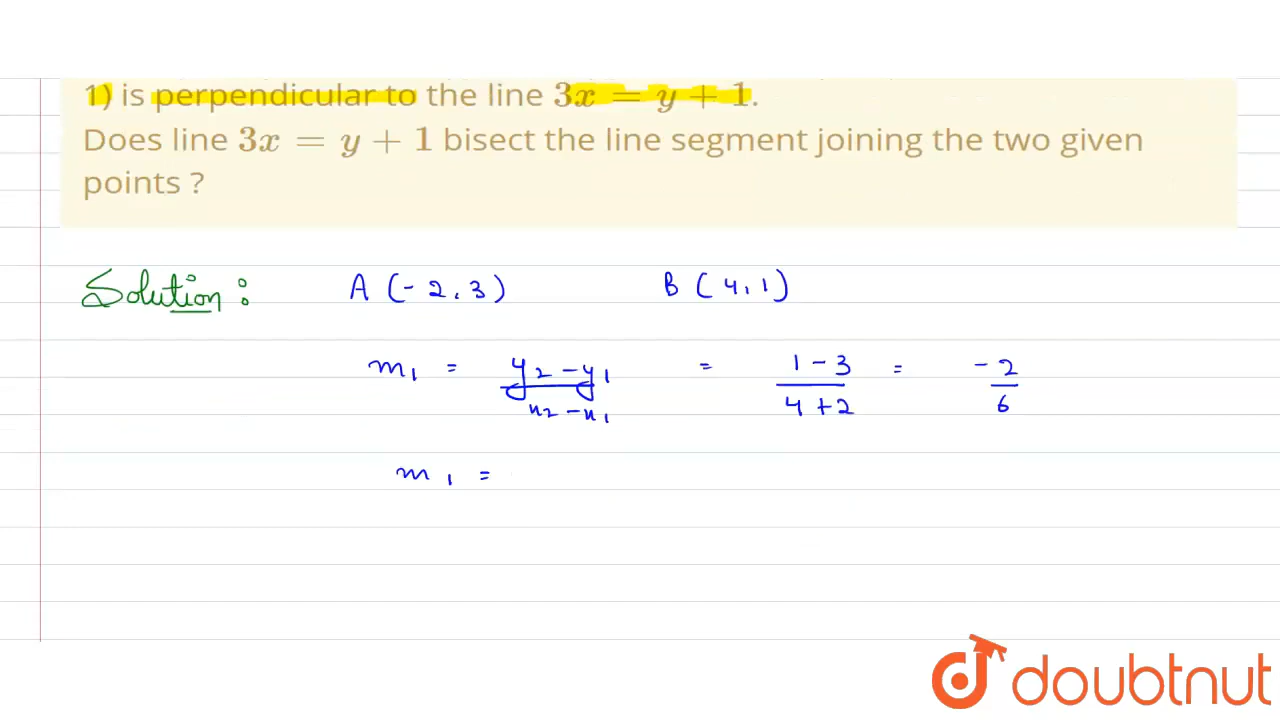 1) is perpendicular to the line 3x = y + 1.
Does line 3x = y + 1 bisect the line segment joining the two given
points ?
Solution : A (-2, 3) B (4, 1)
m₁ = y₂ - y₁ / x₂ - x₁ = 1 - 3 / 4 + 2 = -2 / 6
m₁ =
doubtnut